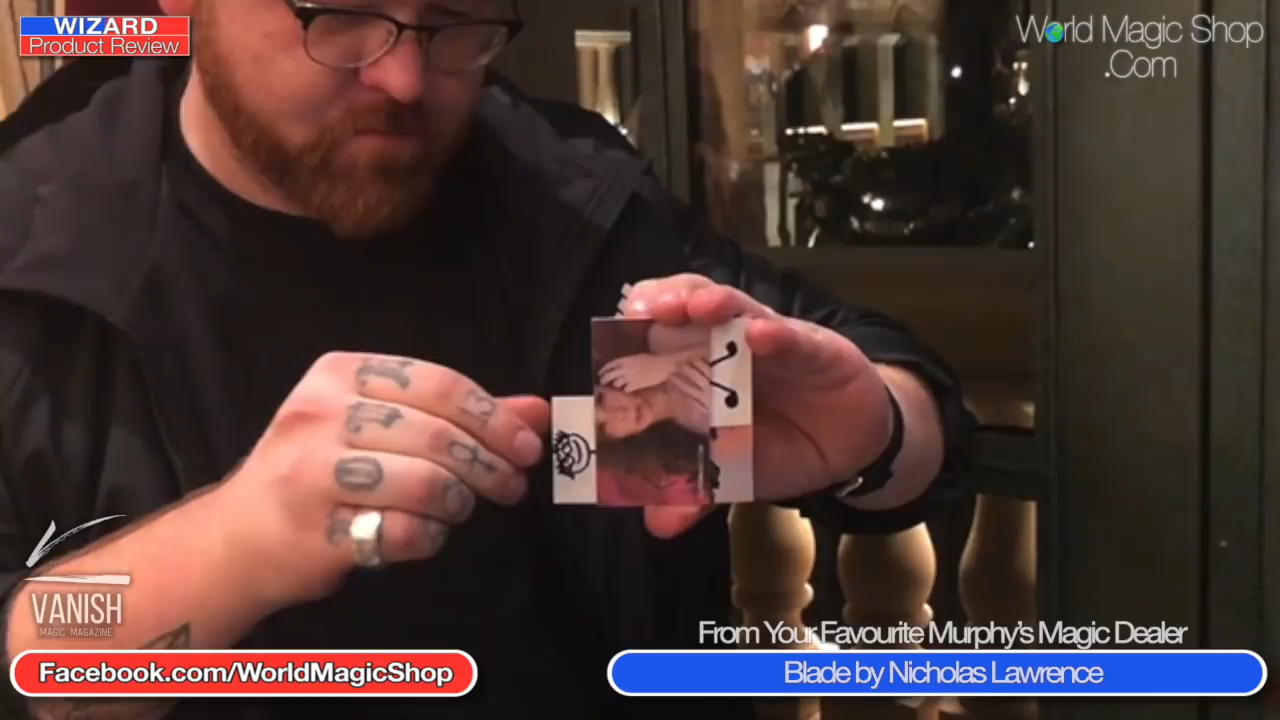 WIZARD
Product Review
World Magic Shop
.Com
13
VANISH
MAGIC MAGAZINE
From Your Favourite Murphy's Magic Dealer
Facebook.com/WorldMagicShop
Blade by Nicholas Lawrence